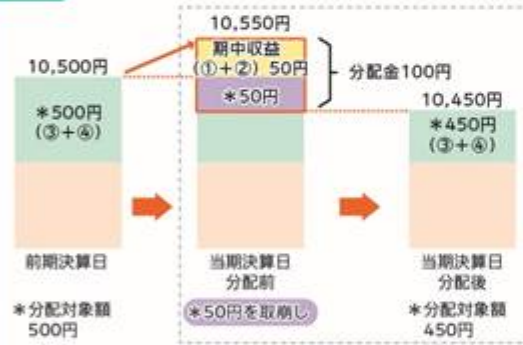 10,550円
期中収益
(①+②) 50円
*50円
分配金100円
10,500円
*500円
(③+④)
10,450円
*450円
(③+④)
前期決算日
当期決算日
分配前
当期決算日
分配後
*分配対象額
500円
*50円を取崩し
*分配対象額
450円